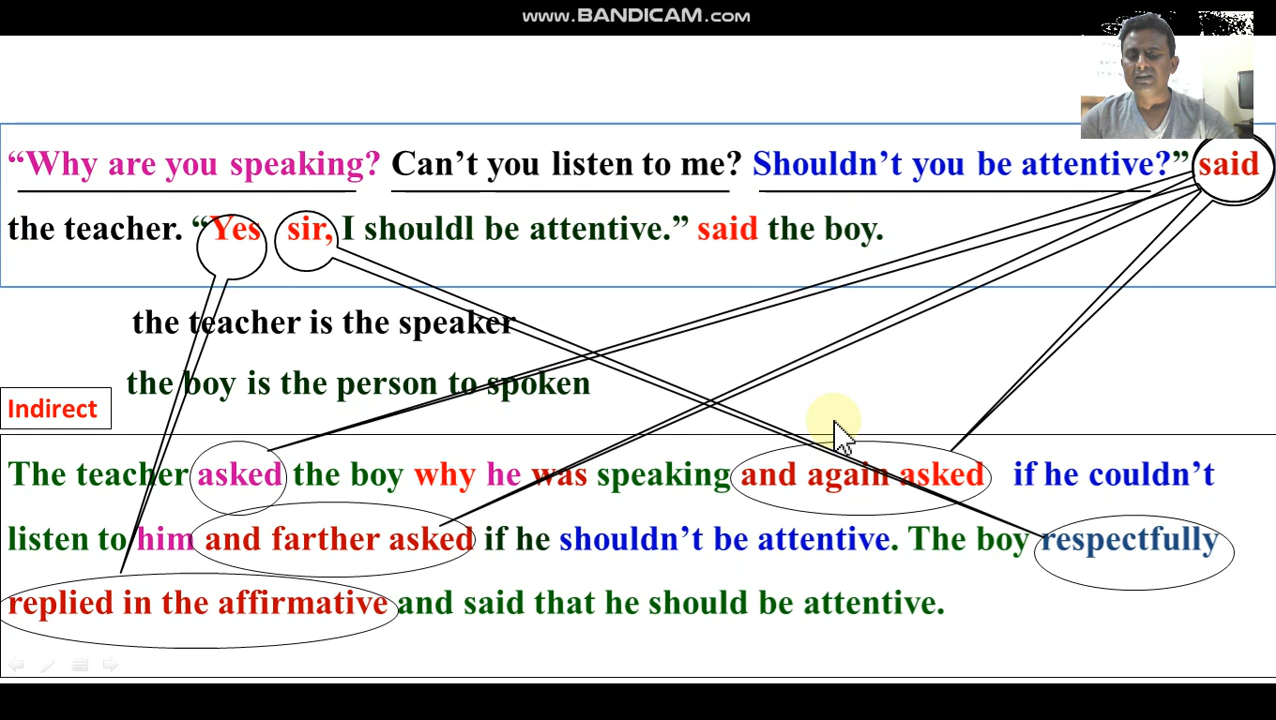 www.BANDICAM.com
“Why are you speaking? Can’t you listen to me? Shouldn’t you be attentive?” said
the teacher. “Yes sir, I shouldl be attentive.” said the boy.
the teacher is the speaker
the boy is the person to spoken
Indirect
The teacher asked the boy why he was speaking and again asked if he couldn’t
listen to him and farther asked if he shouldn’t be attentive. The boy respectfully
replied in the affirmative and said that he should be attentive.